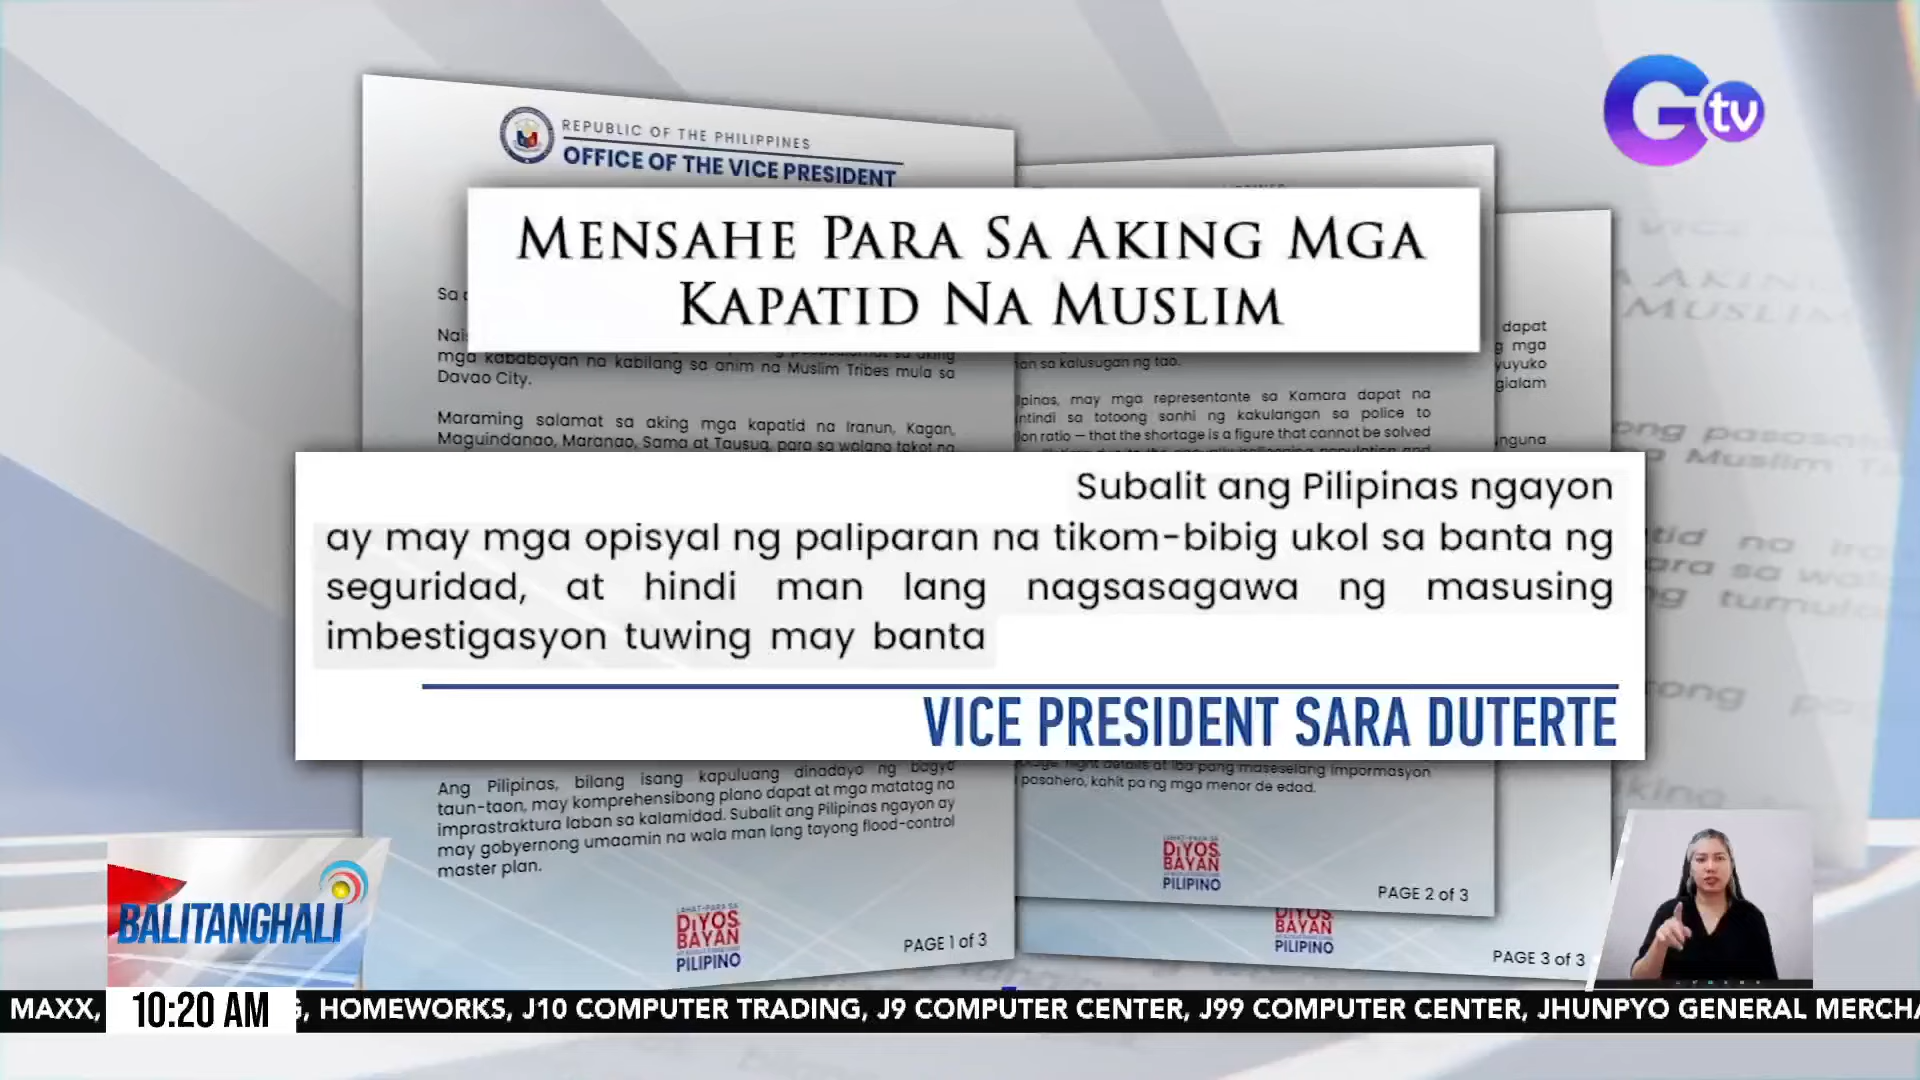 Gtv
REPUBLIC OF THE PHILIPPINES
OFFICE OF THE VICE PRESIDENT
MENSAHE PARA SA AKING MGA
KAPATID NA MUSLIM
Sa
mga kababayan na kabilang sa anim na Muslim Tribes mula sa
Davao City.
Maraming salamat sa aking mga kapatid na Iranun, Kagan,
Maguindanao, Maranao, Sama at Tausug, para sa walang takot na
Subalit ang Pilipinas ngayon
ay may mga opisyal ng paliparan na tikom-bibig ukol sa banta ng
seguridad, at hindi man lang nagsasagawa ng masusing
imbestigasyon tuwing may banta
VICE PRESIDENT SARA DUTERTE
Ang Pilipinas, bilang isang kapuluang dinadayo ng bagyo
taun-taon, may komprehensibong plano dapat at mga matatag na
imprastraktura laban sa kalamidad. Subalit ang Pilipinas ngayon ay
may gobyernong umaamin na wala man lang tayong flood-control
master plan.
DIYOS
BAYAN
PILIPINO
PAGE 1 of 3
sa kalusugan ng tao.
may mga representante sa Kamara dapat na
sa totoong sanhi ng kakulangan sa police to
ratio — that the shortage is a figure that cannot be solved
flight details at iba pang maseselang impormasyon
pasahero, kahit pa ng mga menor de edad.
DIYOS
BAYAN
PILIPINO
PAGE 2 of 3
dapat
mga
DIYOS
BAYAN
PILIPINO
PAGE 3 of 3
BALITANGHALI
10:20 AM
MAXX, HOMEWORKS, J10 COMPUTER TRADING, J9 COMPUTER CENTER, J99 COMPUTER CENTER, JHUNPYO GENERAL